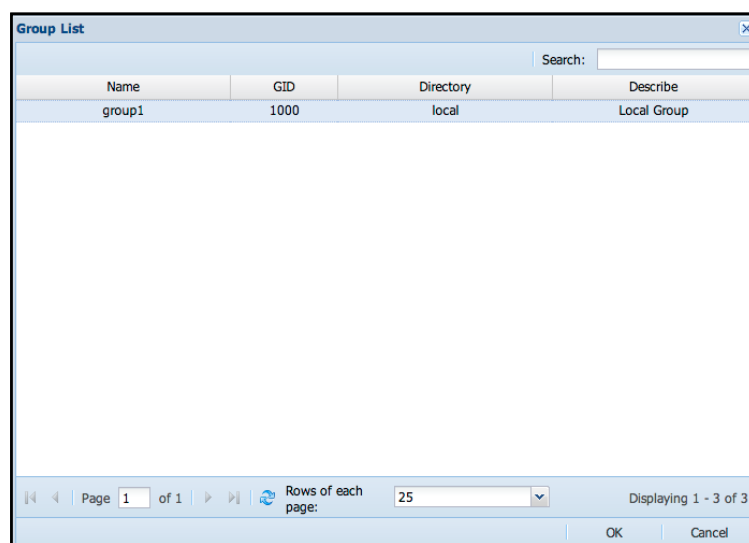 Group List
Search:
Name GID Directory Describe
group1 1000 local Local Group
Page 1 of 1 Rows of each page: 25 Displaying 1 - 3 of 3
OK Cancel